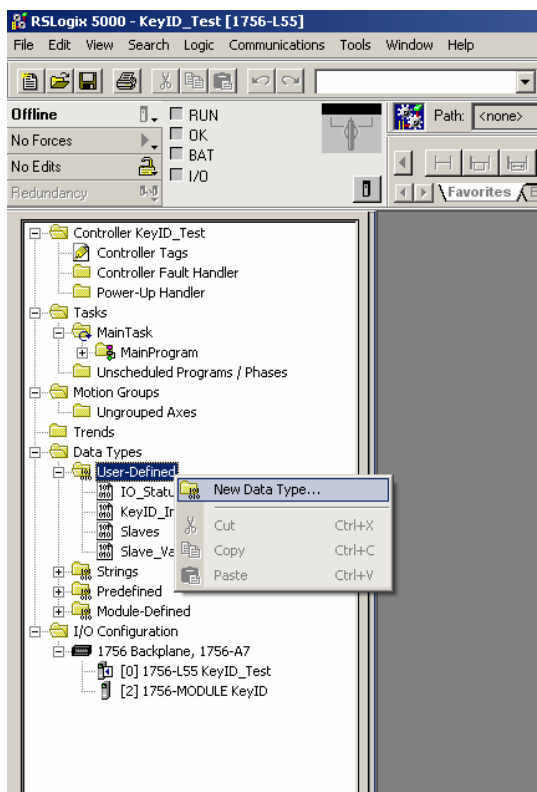 RSLogix 5000 - KeyID_Test [1756-L55]
File Edit View Search Logic Communications Tools Window Help
Offline
RUN
Path: <none>
No Forces
OK
No Edits
BAT
Redundancy
I/O
Favorites
Controller KeyID_Test
Controller Tags
Controller Fault Handler
Power-Up Handler
Tasks
MainTask
MainProgram
Unscheduled Programs / Phases
Motion Groups
Ungrouped Axes
Trends
Data Types
User-Defined
New Data Type...
IO_Statu
KeyID_In
Cut Ctrl+X
Slaves
Slave_Va
Copy Ctrl+C
Strings
Paste Ctrl+V
Predefined
Module-Defined
I/O Configuration
1756 Backplane, 1756-A7
[0] 1756-L55 KeyID_Test
[2] 1756-MODULE KeyID